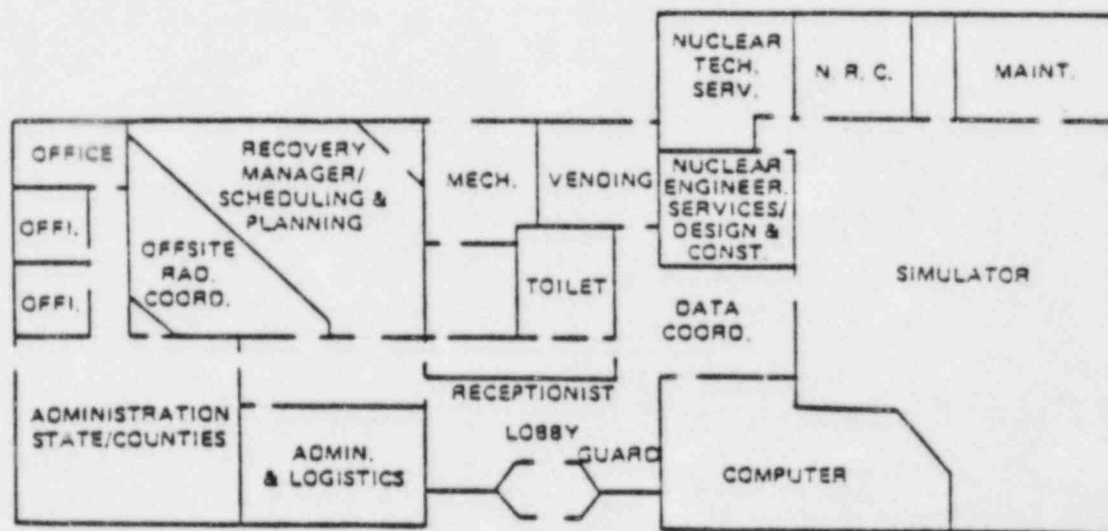 NUCLEAR
TECH.
SERV.
N. R. C.
MAINT.
OFFICE
RECOVERY
MANAGER/
SCHEDULING &
PLANNING
MECH.
VENDING
NUCLEAR
ENGINEER.
SERVICES/
DESIGN &
CONST.
OFFI.
OFFSITE
RAD.
COORD.
OFFI.
TOILET
SIMULATOR
DATA
COORD.
RECEPTIONIST
ADMINISTRATION
STATE/COUNTIES
LOBBY
GUARD
ADMIN.
& LOGISTICS
COMPUTER